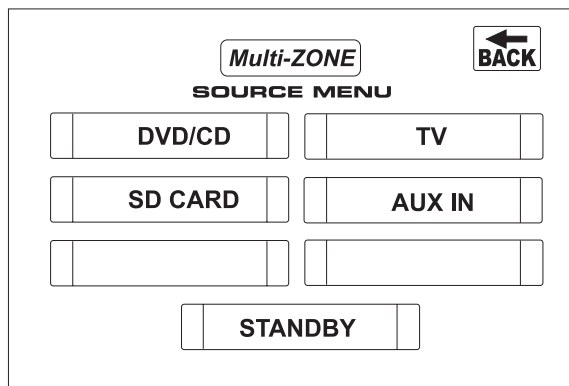 Multi-ZONE
BACK
SOURCE MENU
DVD/CD
TV
SD CARD
AUX IN
STANDBY